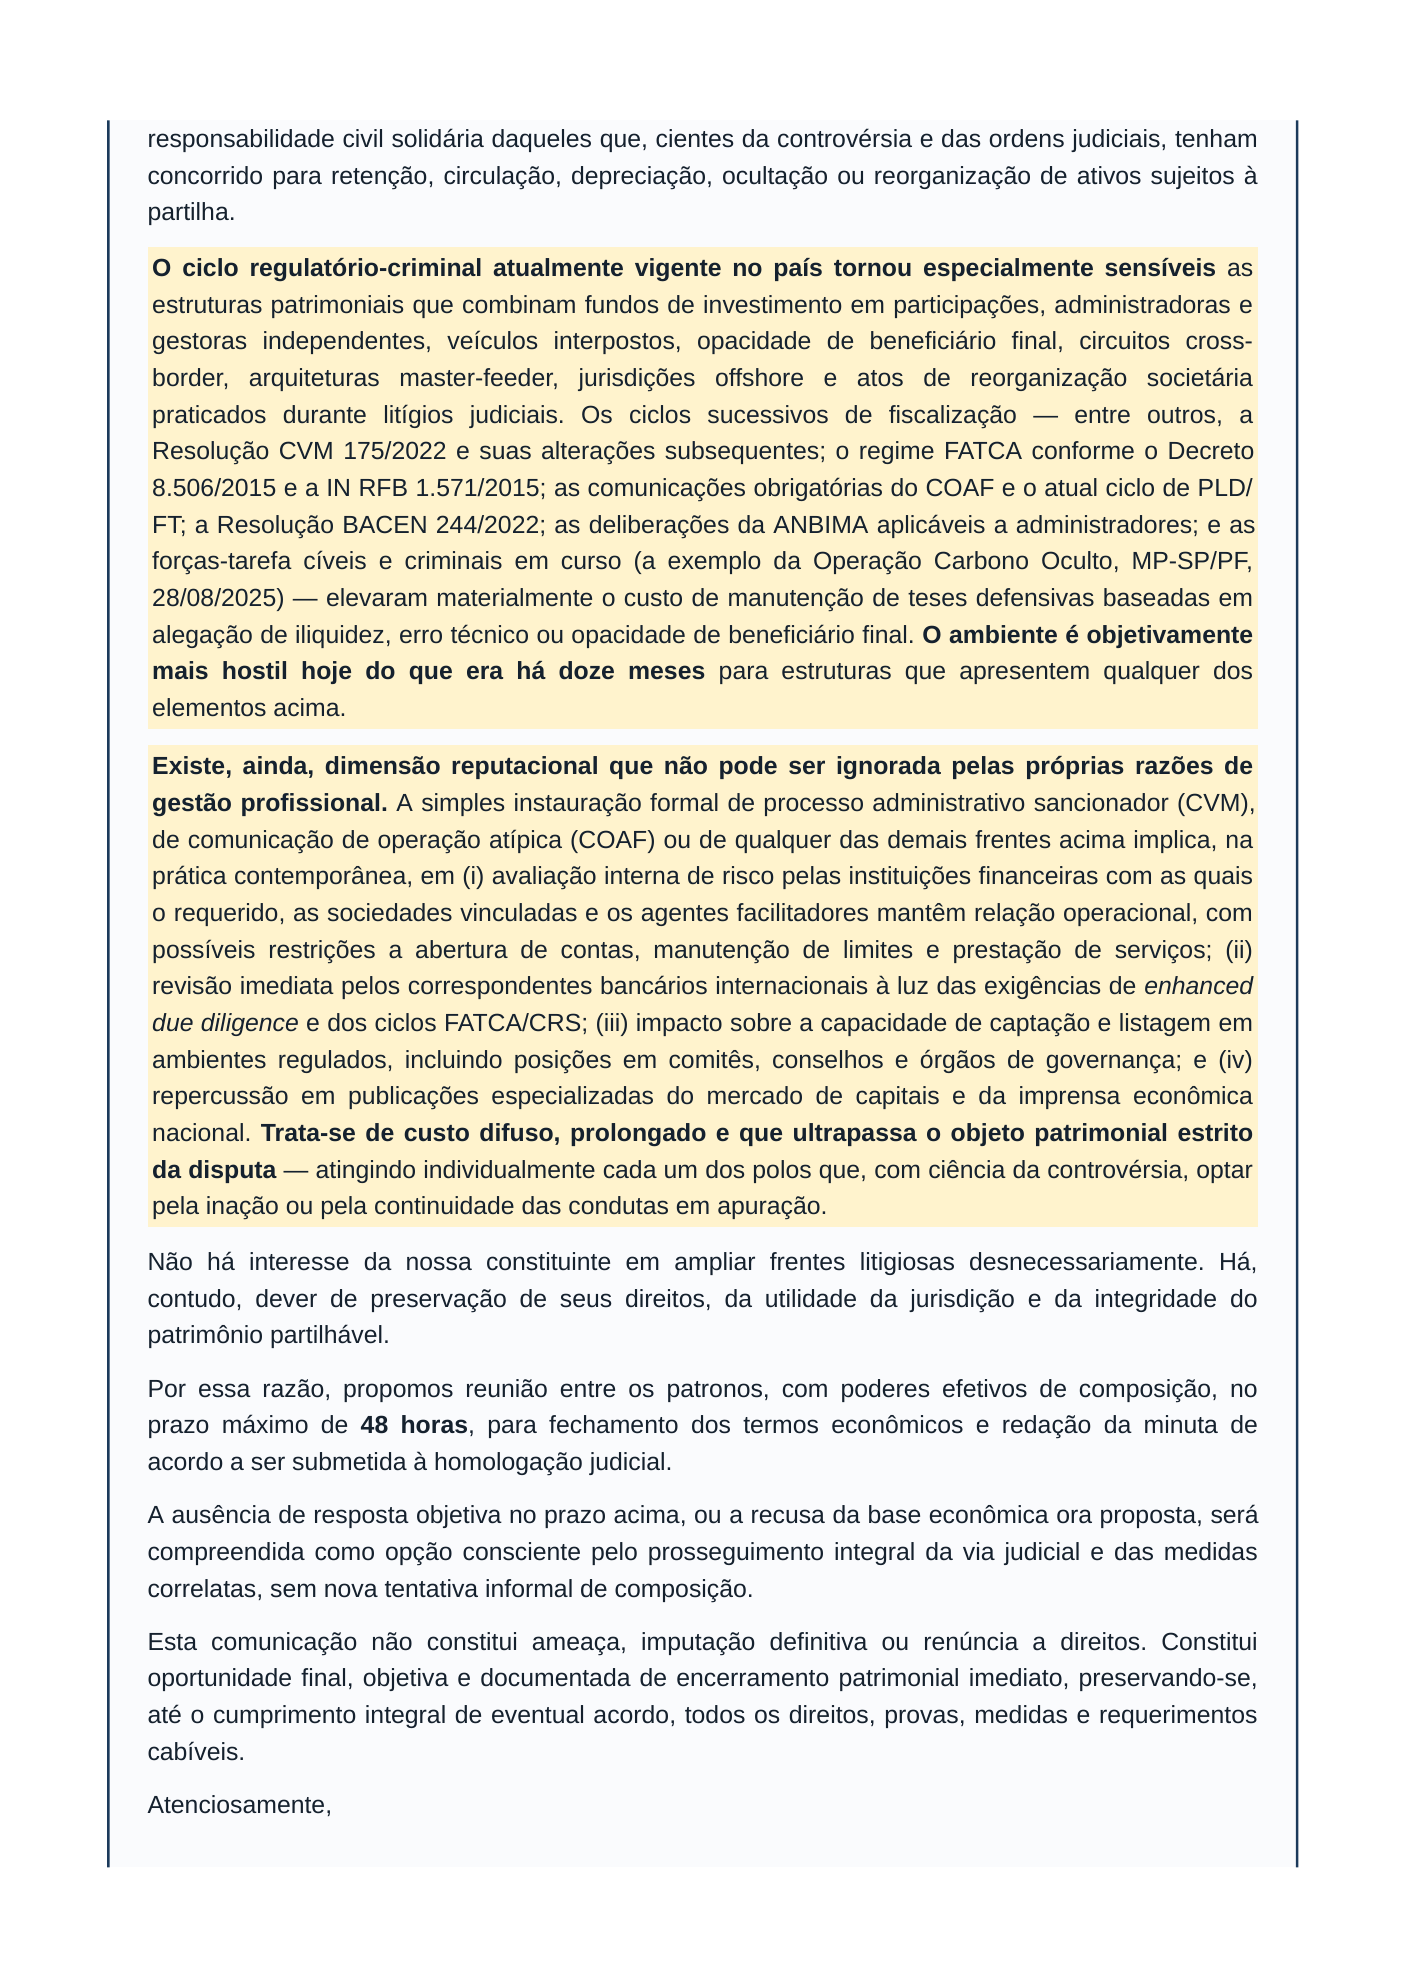 responsabilidade civil solidária daqueles que, cientes da controvérsia e das ordens judiciais, tenham
concorrido para retenção, circulação, depreciação, ocultação ou reorganização de ativos sujeitos à
partilha.
O ciclo regulatório-criminal atualmente vigente no país tornou especialmente sensíveis as
estruturas patrimoniais que combinam fundos de investimento em participações, administradoras e
gestoras independentes, veículos interpostos, opacidade de beneficiário final, circuitos cross-
border, arquiteturas master-feeder, jurisdições offshore e atos de reorganização societária
praticados durante litígios judiciais. Os ciclos sucessivos de fiscalização — entre outros, a
Resolução CVM 175/2022 e suas alterações subsequentes; o regime FATCA conforme o Decreto
8.506/2015 e a IN RFB 1.571/2015; as comunicações obrigatórias do COAF e o atual ciclo de PLD/
FT; a Resolução BACEN 244/2022; as deliberações da ANBIMA aplicáveis a administradores; e as
forças-tarefa cíveis e criminais em curso (a exemplo da Operação Carbono Oculto, MP-SP/PF,
28/08/2025) — elevaram materialmente o custo de manutenção de teses defensivas baseadas em
alegação de iliquidez, erro técnico ou opacidade de beneficiário final. O ambiente é objetivamente
mais hostil hoje do que era há doze meses para estruturas que apresentem qualquer dos
elementos acima.
Existe, ainda, dimensão reputacional que não pode ser ignorada pelas próprias razões de
gestão profissional. A simples instauração formal de processo administrativo sancionador (CVM),
de comunicação de operação atípica (COAF) ou de qualquer das demais frentes acima implica, na
prática contemporânea, em (i) avaliação interna de risco pelas instituições financeiras com as quais
o requerido, as sociedades vinculadas e os agentes facilitadores mantêm relação operacional, com
possíveis restrições a abertura de contas, manutenção de limites e prestação de serviços; (ii)
revisão imediata pelos correspondentes bancários internacionais à luz das exigências de enhanced
due diligence e dos ciclos FATCA/CRS; (iii) impacto sobre a capacidade de captação e listagem em
ambientes regulados, incluindo posições em comitês, conselhos e órgãos de governança; e (iv)
repercussão em publicações especializadas do mercado de capitais e da imprensa econômica
nacional. Trata-se de custo difuso, prolongado e que ultrapassa o objeto patrimonial estrito
da disputa — atingindo individualmente cada um dos polos que, com ciência da controvérsia, optar
pela inação ou pela continuidade das condutas em apuração.
Não há interesse da nossa constituinte em ampliar frentes litigiosas desnecessariamente. Há,
contudo, dever de preservação de seus direitos, da utilidade da jurisdição e da integridade do
patrimônio partilhável.
Por essa razão, propomos reunião entre os patronos, com poderes efetivos de composição, no
prazo máximo de 48 horas, para fechamento dos termos econômicos e redação da minuta de
acordo a ser submetida à homologação judicial.
A ausência de resposta objetiva no prazo acima, ou a recusa da base econômica ora proposta, será
compreendida como opção consciente pelo prosseguimento integral da via judicial e das medidas
correlatas, sem nova tentativa informal de composição.
Esta comunicação não constitui ameaça, imputação definitiva ou renúncia a direitos. Constitui
oportunidade final, objetiva e documentada de encerramento patrimonial imediato, preservando-se,
até o cumprimento integral de eventual acordo, todos os direitos, provas, medidas e requerimentos
cabíveis.
Atenciosamente,